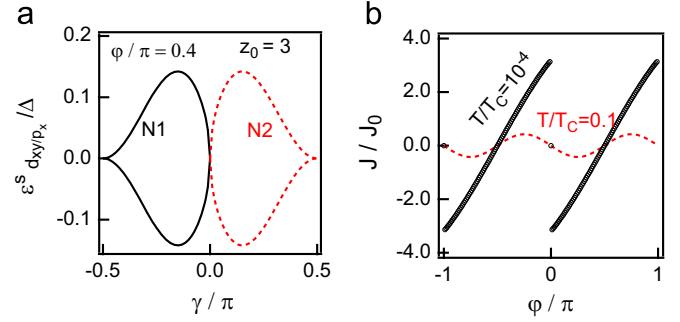 a
φ / π = 0.4
z₀ = 3
N1
N2
0.2
0.1
0.0
-0.1
-0.5
0.0
0.5
γ / π
εˢ dxy/pₓ /Δ
b
T/T_C=10⁻⁴
T/T_C=0.1
4.0
2.0
0.0
-2.0
-4.0
-1
0
1
φ / π
J / J₀